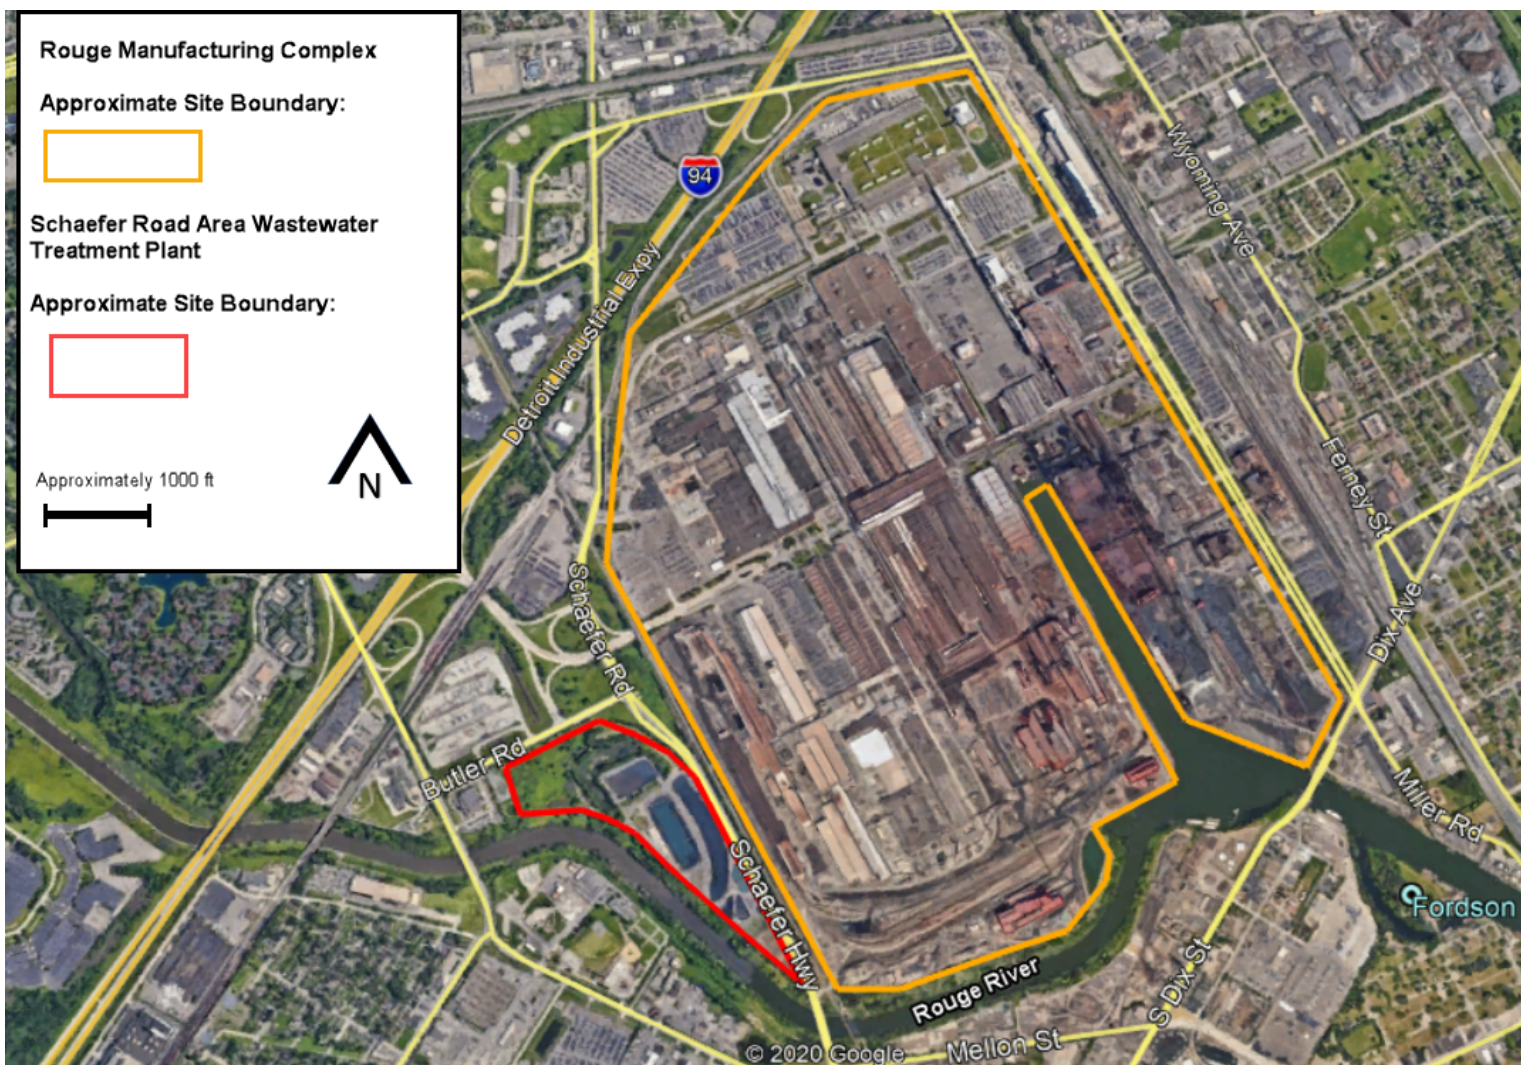 Rouge Manufacturing Complex
Approximate Site Boundary:
Schaefer Road Area Wastewater
Treatment Plant
Approximate Site Boundary:
Approximately 1000 ft
N
94
Detroit Industrial Expy
Wyoming Ave
Ferney St
Schaefer Rd
Dix Ave
Butler Rd
Miller Rd
Schaefer Hwy
Fordson
Rouge River
S Dix St
Mellon St
© 2020 Google